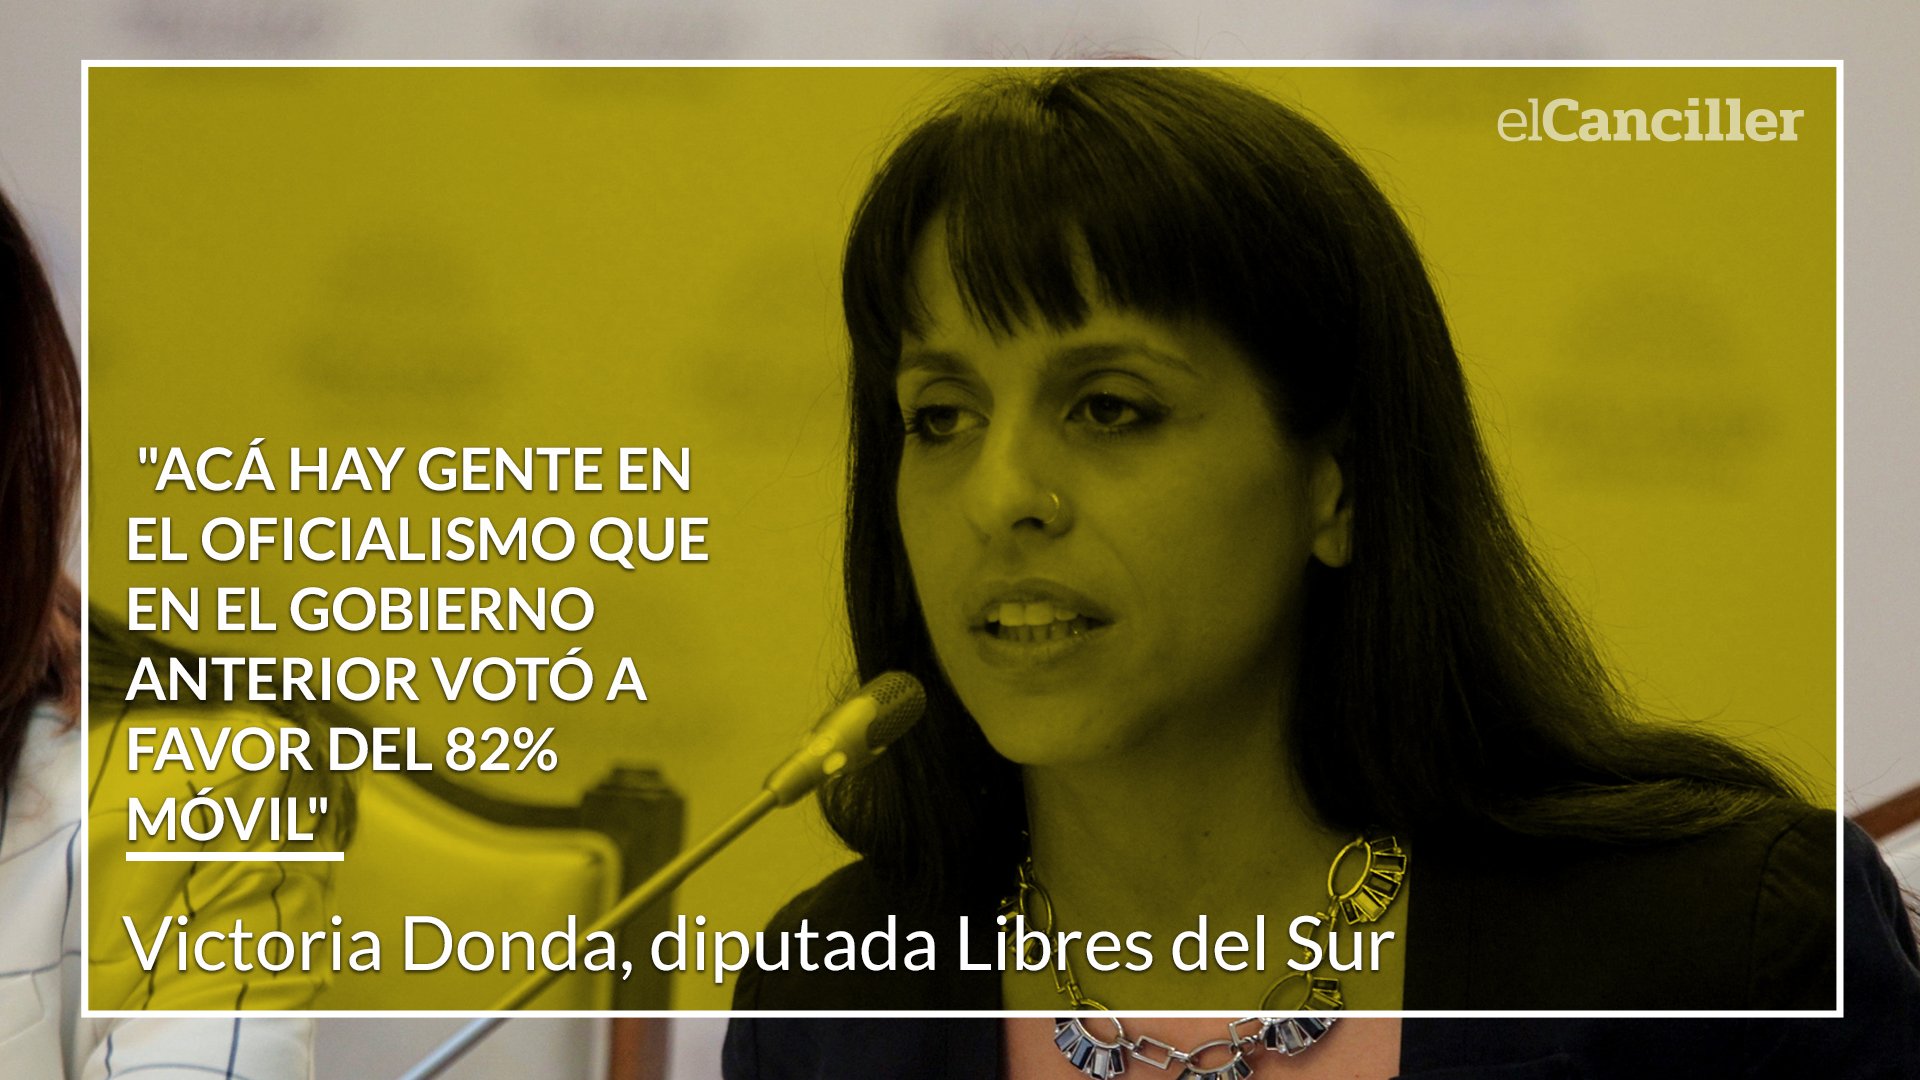 elCanciller
"ACÁ HAY GENTE EN
EL OFICIALISMO QUE
EN EL GOBIERNO
ANTERIOR VOTÓ A
FAVOR DEL 82%
MÓVIL"
Victoria Donda, diputada Libres del Sur